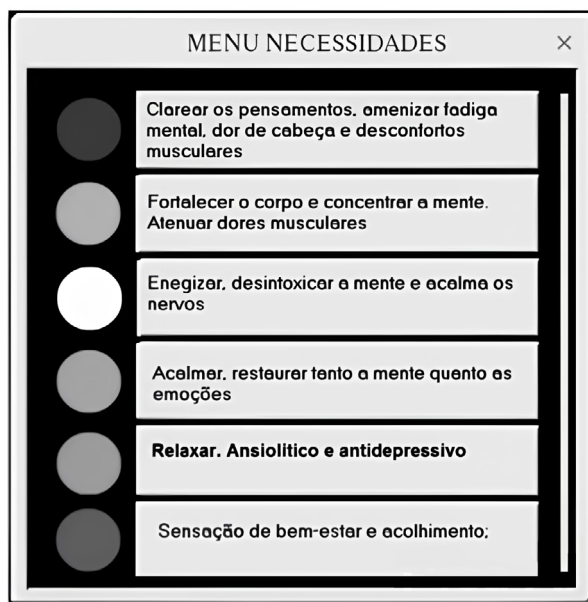 MENU NECESSIDADES ×
Clarear os pensamentos, amenizar fadiga
mental, dor de cabeça e desconfortos
musculares
Fortalecer o corpo e concentrar a mente.
Atenuar dores musculares
Enegizar, desintoxicar a mente e acalma os
nervos
Acalmar, restaurar tanto a mente quanto as
emoções
Relaxar. Ansiolítico e antidepressivo
Sensação de bem-estar e acolhimento;